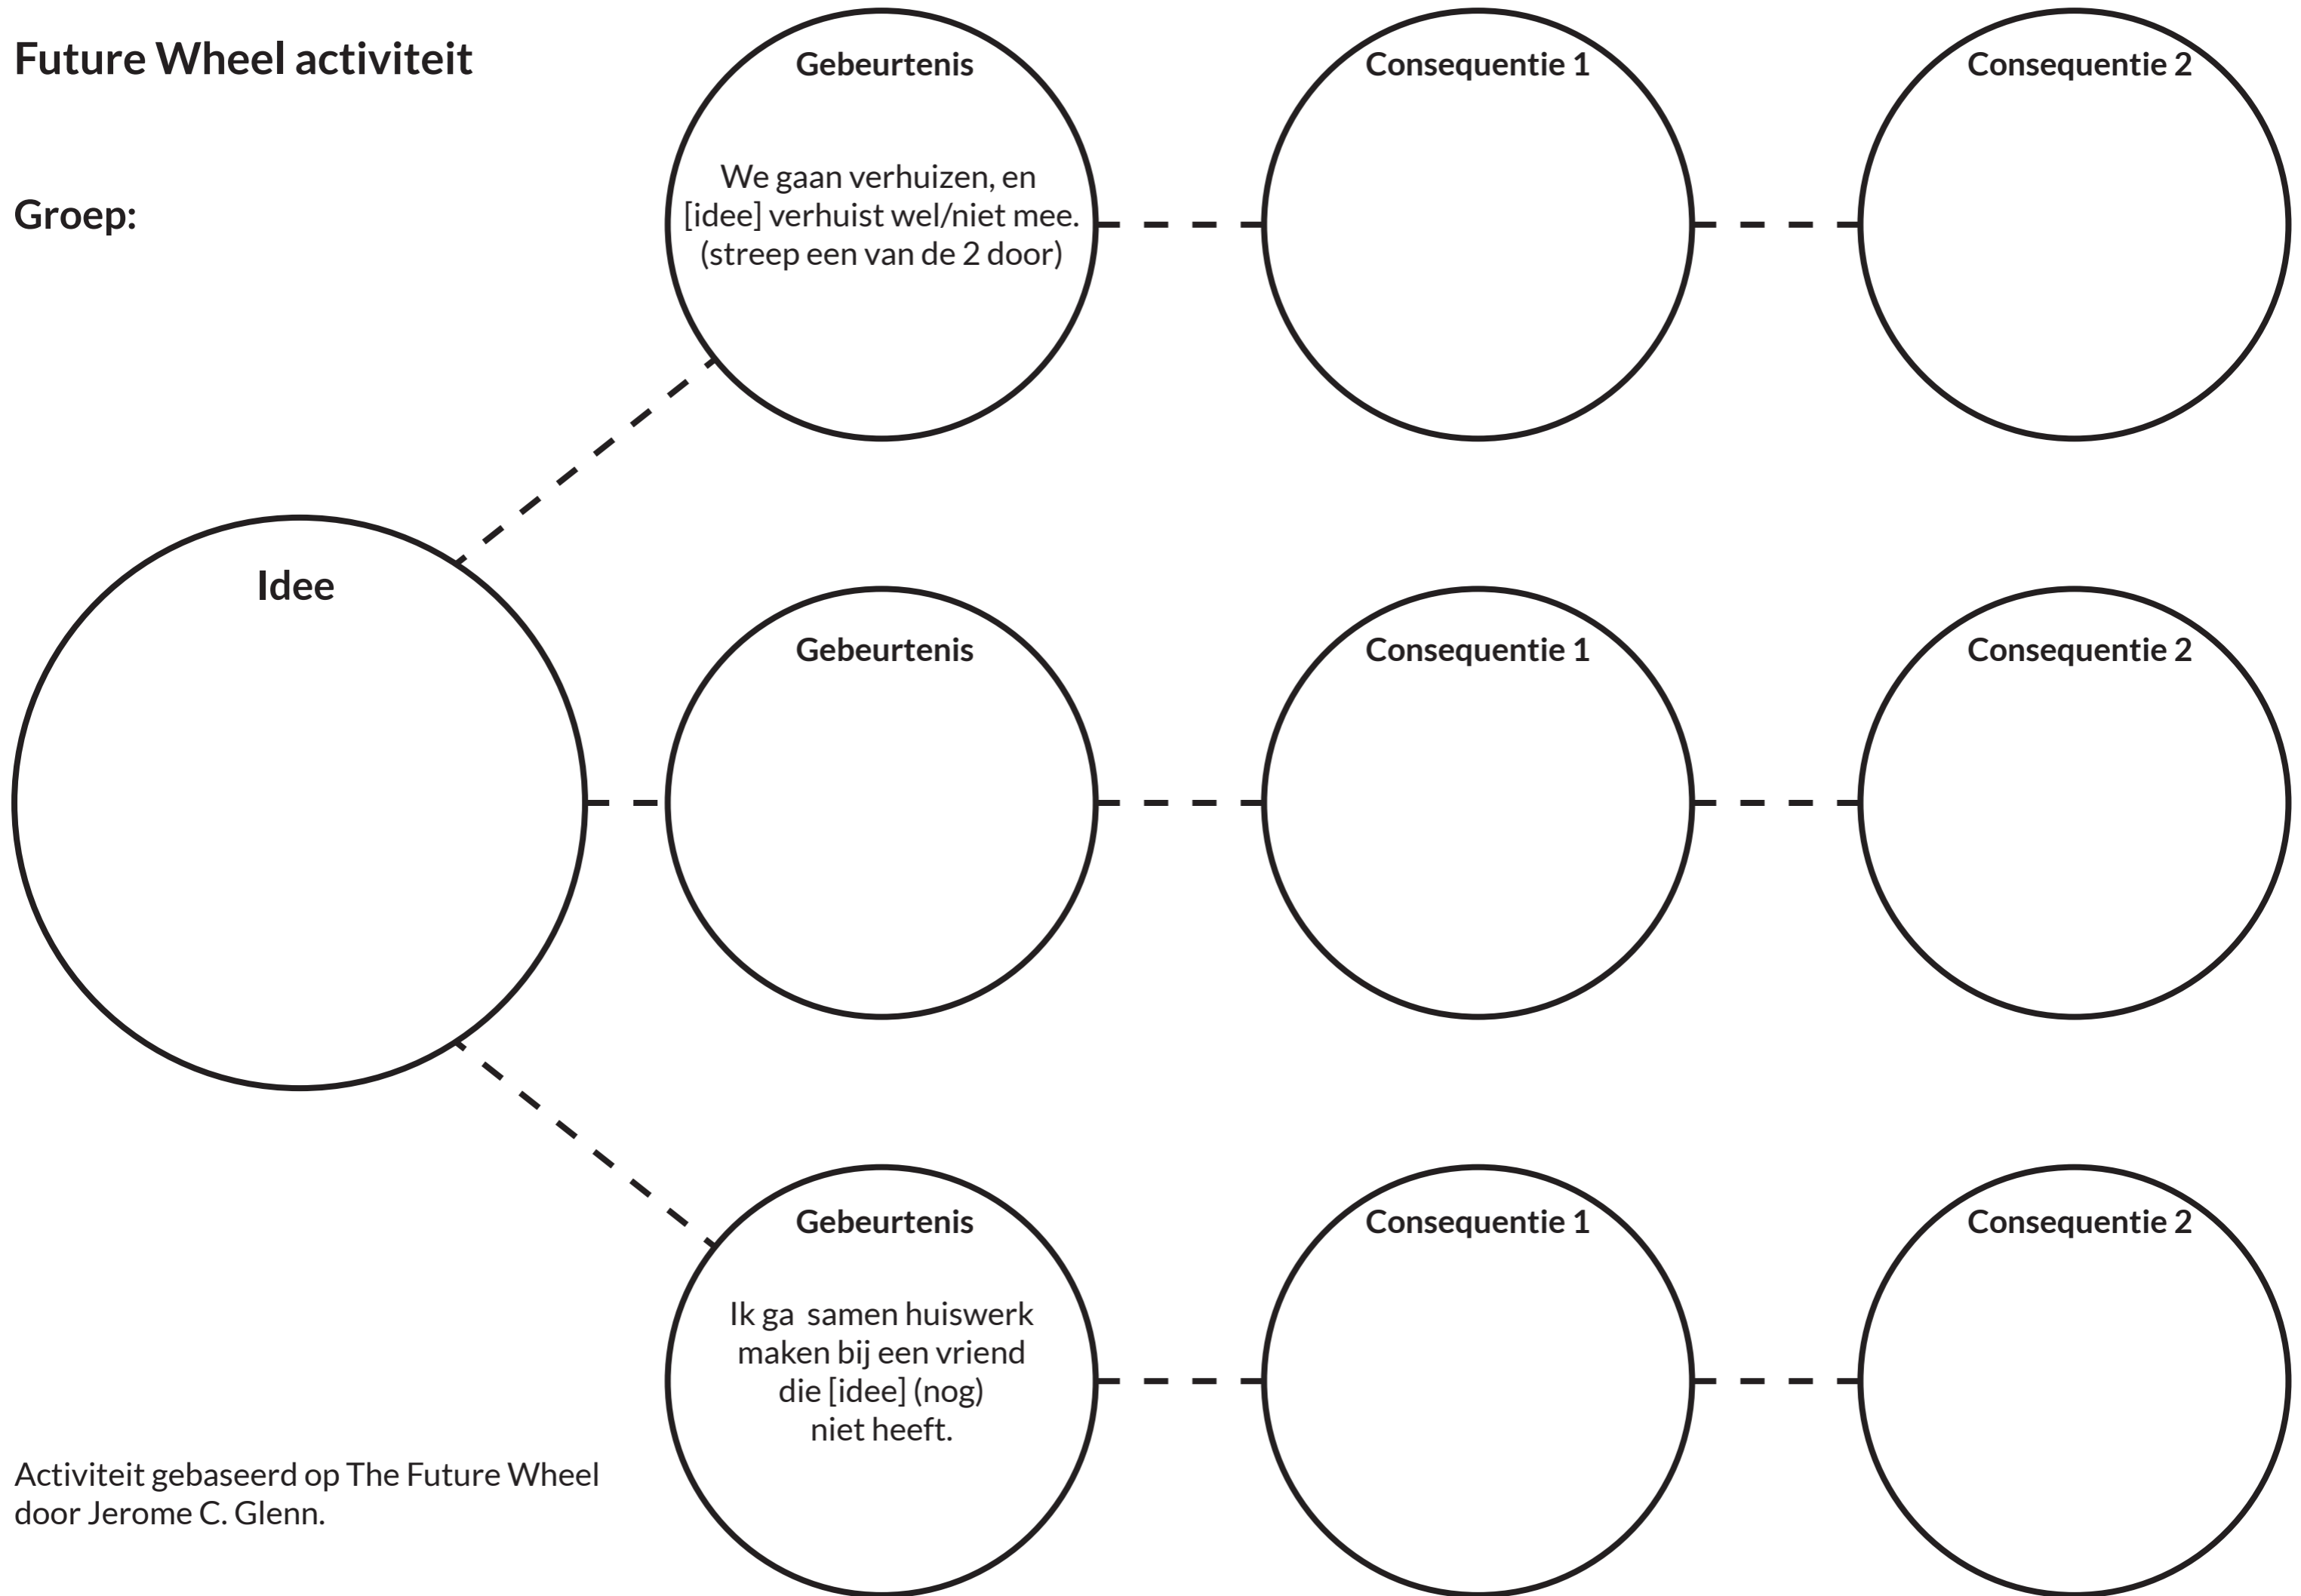 Future Wheel activiteit
Groep:
Gebeurtenis
We gaan verhuizen, en
[idee] verhuist wel/niet mee.
(streep een van de 2 door)
Consequentie 1
Consequentie 2
Idee
Gebeurtenis
Consequentie 1
Consequentie 2
Gebeurtenis
Ik ga  samen huiswerk
maken bij een vriend
die [idee] (nog)
niet heeft.
Consequentie 1
Consequentie 2
Activiteit gebaseerd op The Future Wheel
door Jerome C. Glenn.